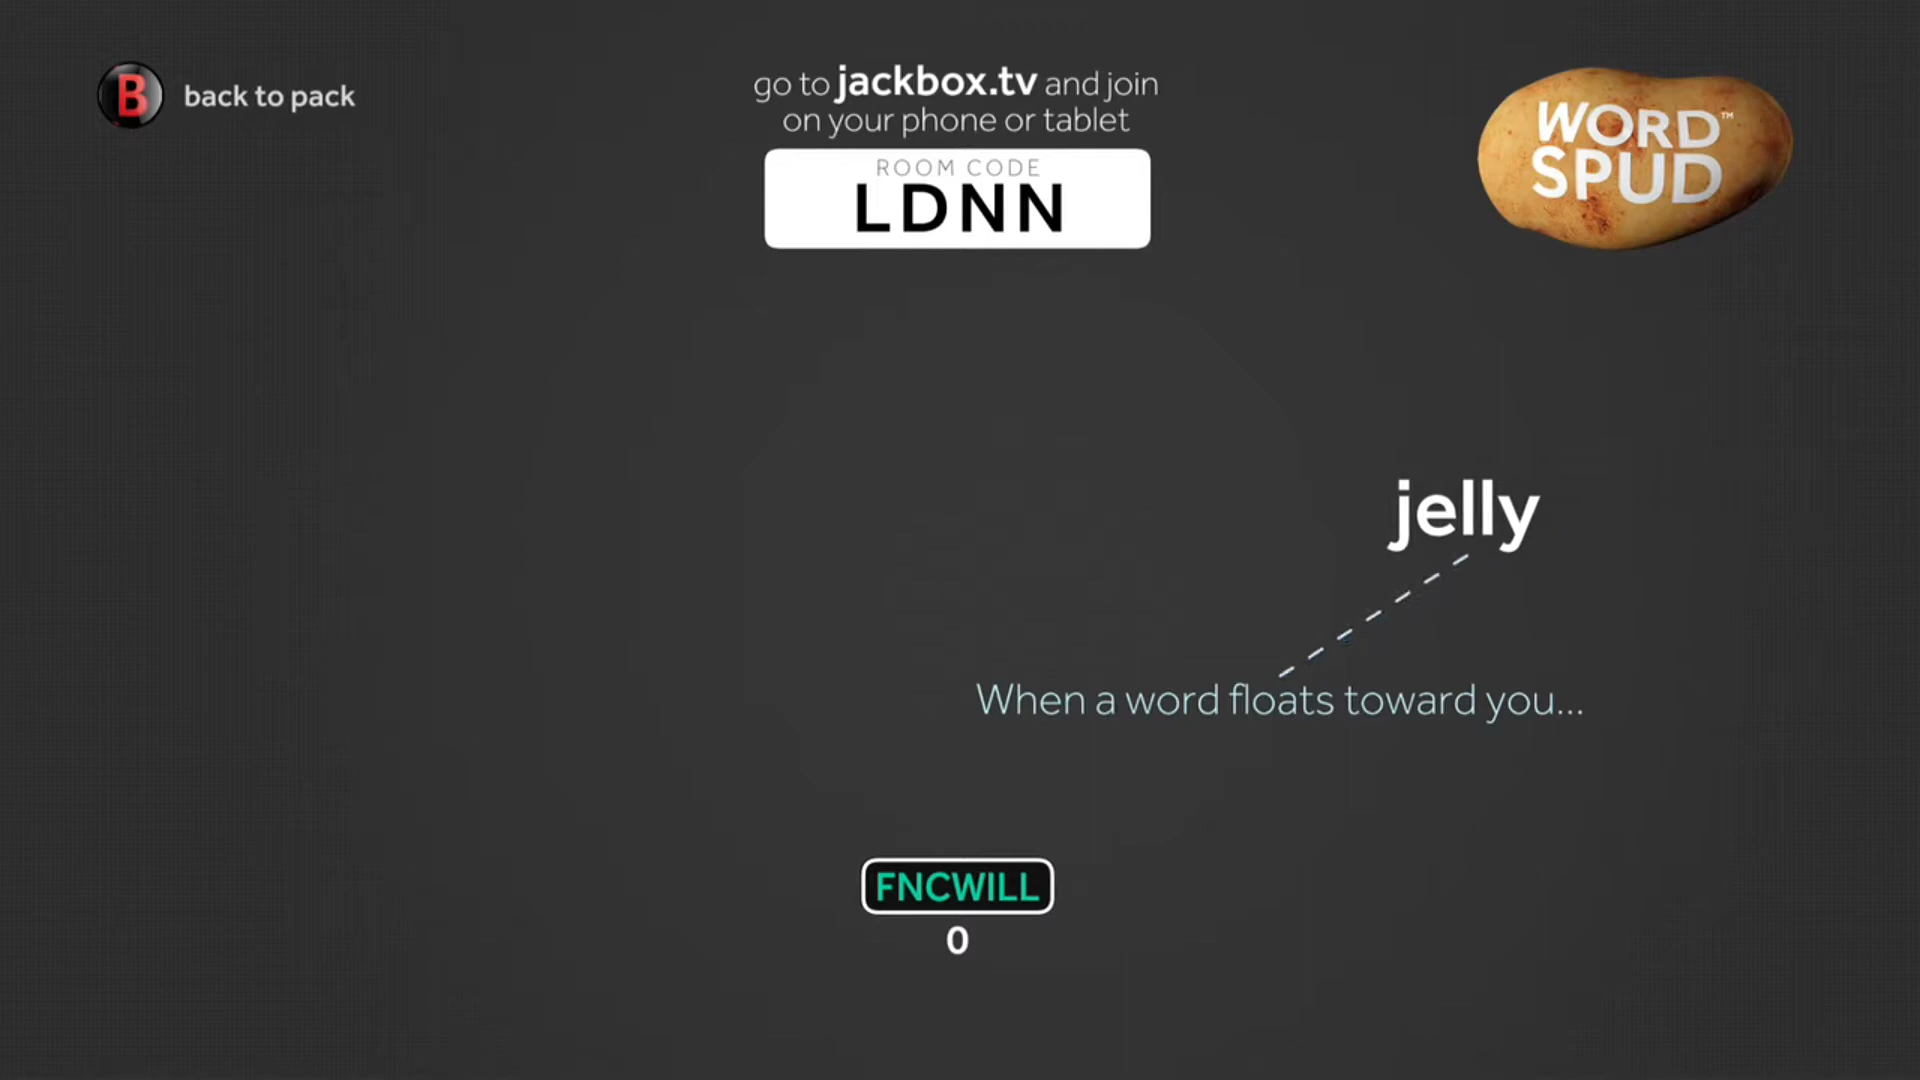 B back to pack
go to jackbox.tv and join
on your phone or tablet
ROOM CODE
LDNN
WORD™
SPUD
jelly
When a word floats toward you...
FNCWILL
0